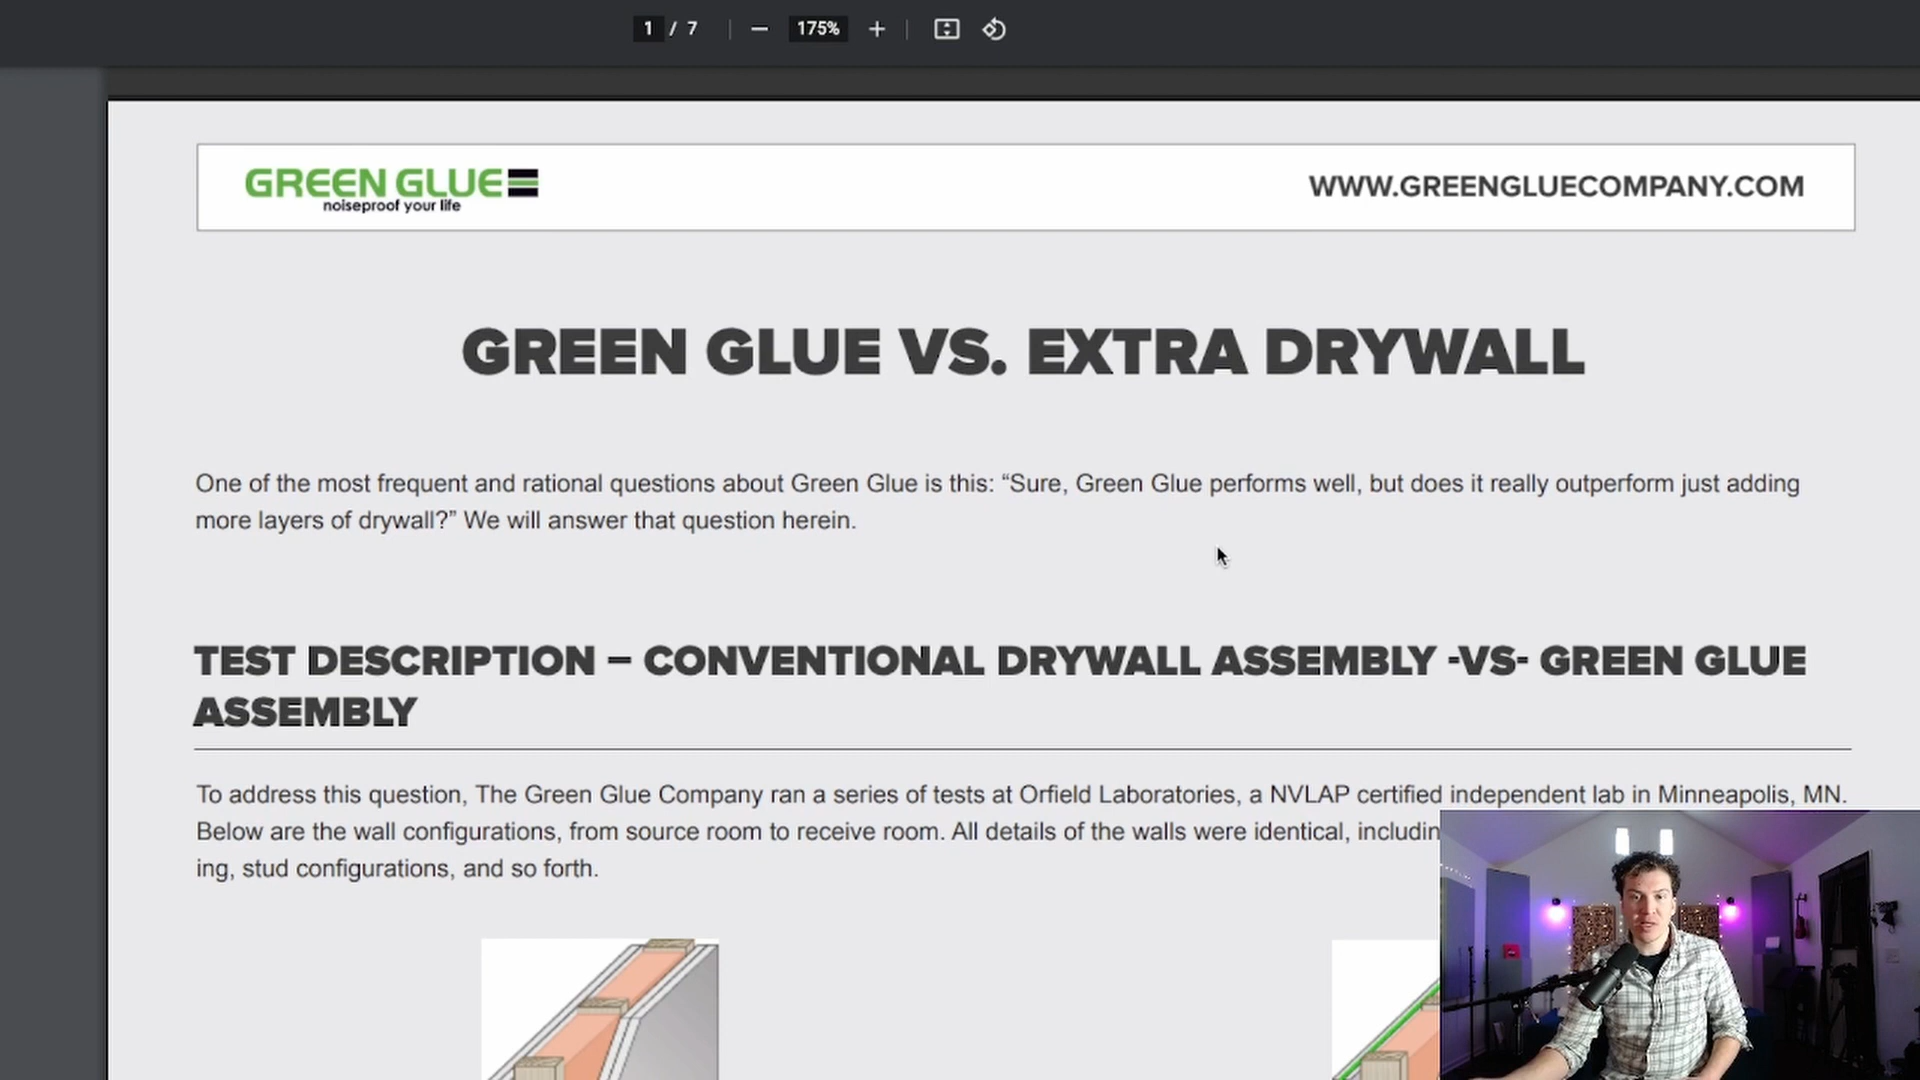 1 / 7
175%
GREEN GLUE
noiseproof your life
WWW.GREENGLUECOMPANY.COM
GREEN GLUE VS. EXTRA DRYWALL
One of the most frequent and rational questions about Green Glue is this: “Sure, Green Glue performs well, but does it really outperform just adding
more layers of drywall?” We will answer that question herein.
TEST DESCRIPTION – CONVENTIONAL DRYWALL ASSEMBLY -VS- GREEN GLUE
ASSEMBLY
To address this question, The Green Glue Company ran a series of tests at Orfield Laboratories, a NVLAP certified independent lab in Minneapolis, MN.
Below are the wall configurations, from source room to receive room. All details of the walls were identical,
ing, stud configurations, and so forth.